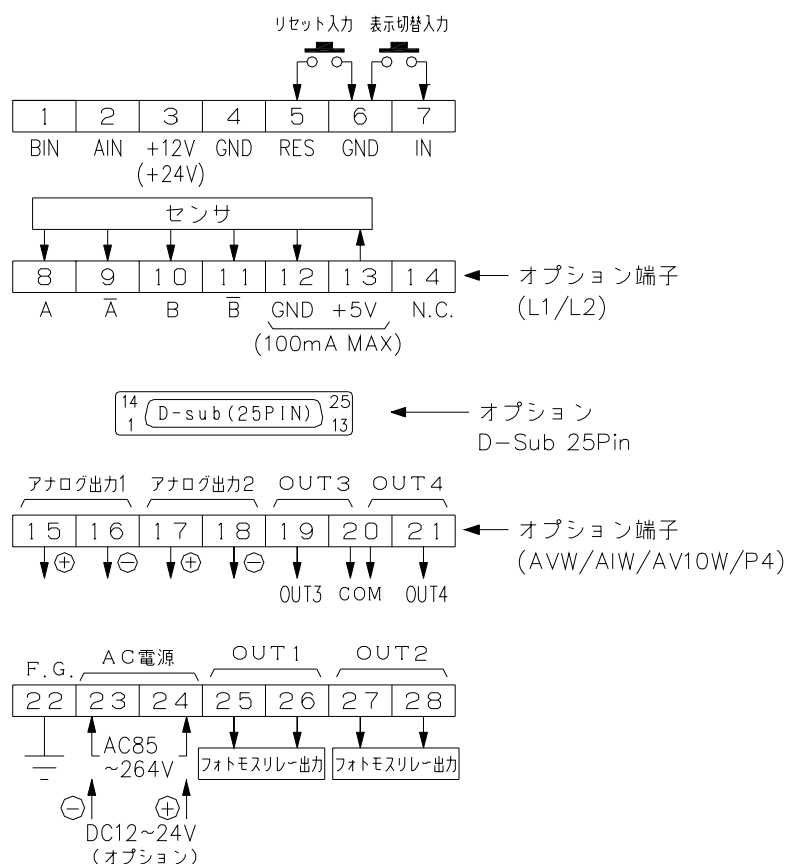 リセット入力 表示切替入力
1 2 3 4 5 6 7
BIN AIN +12V GND RES GND IN
(+24V)
センサ
8 9 10 11 12 13 14 オプション端子
A A̅ B B̅ GND +5V N.C. (L1/L2)
(100mA MAX)
14 D-sub(25PIN) 25 オプション
1 13 D-Sub 25Pin
アナログ出力1 アナログ出力2 OUT3 OUT4
15 16 17 18 19 20 21 オプション端子
⊕ ⊖ ⊕ ⊖ (AVW/AIW/AV10W/P4)
OUT3 COM OUT4
F.G. AC電源 OUT1 OUT2
22 23 24 25 26 27 28
AC85
~264V
フォトモスリレー出力 フォトモスリレー出力
⊖ ⊕
DC12~24V
(オプション)